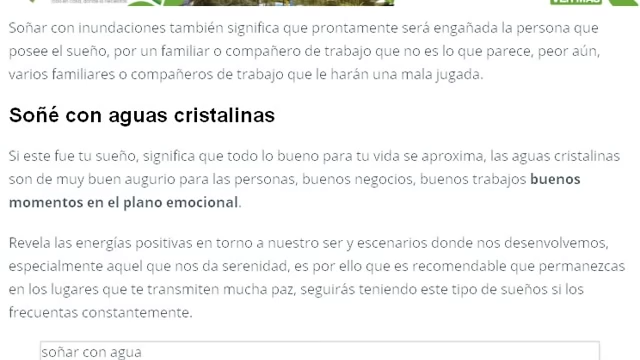 VER MÁS
Soñar con inundaciones también significa que prontamente será engañada la persona que
posee el sueño, por un familiar o compañero de trabajo que no es lo que parece, peor aún,
varios familiares o compañeros de trabajo que le harán una mala jugada.
Soñé con aguas cristalinas
Si este fue tu sueño, significa que todo lo bueno para tu vida se aproxima, las aguas cristalinas
son de muy buen augurio para las personas, buenos negocios, buenos trabajos buenos
momentos en el plano emocional.
Revela las energías positivas en torno a nuestro ser y escenarios donde nos desenvolvemos,
especialmente aquel que nos da serenidad, es por ello que es recomendable que permanezcas
en los lugares que te transmiten mucha paz, seguirás teniendo este tipo de sueños si los
frecuentas constantemente.
soñar con agua